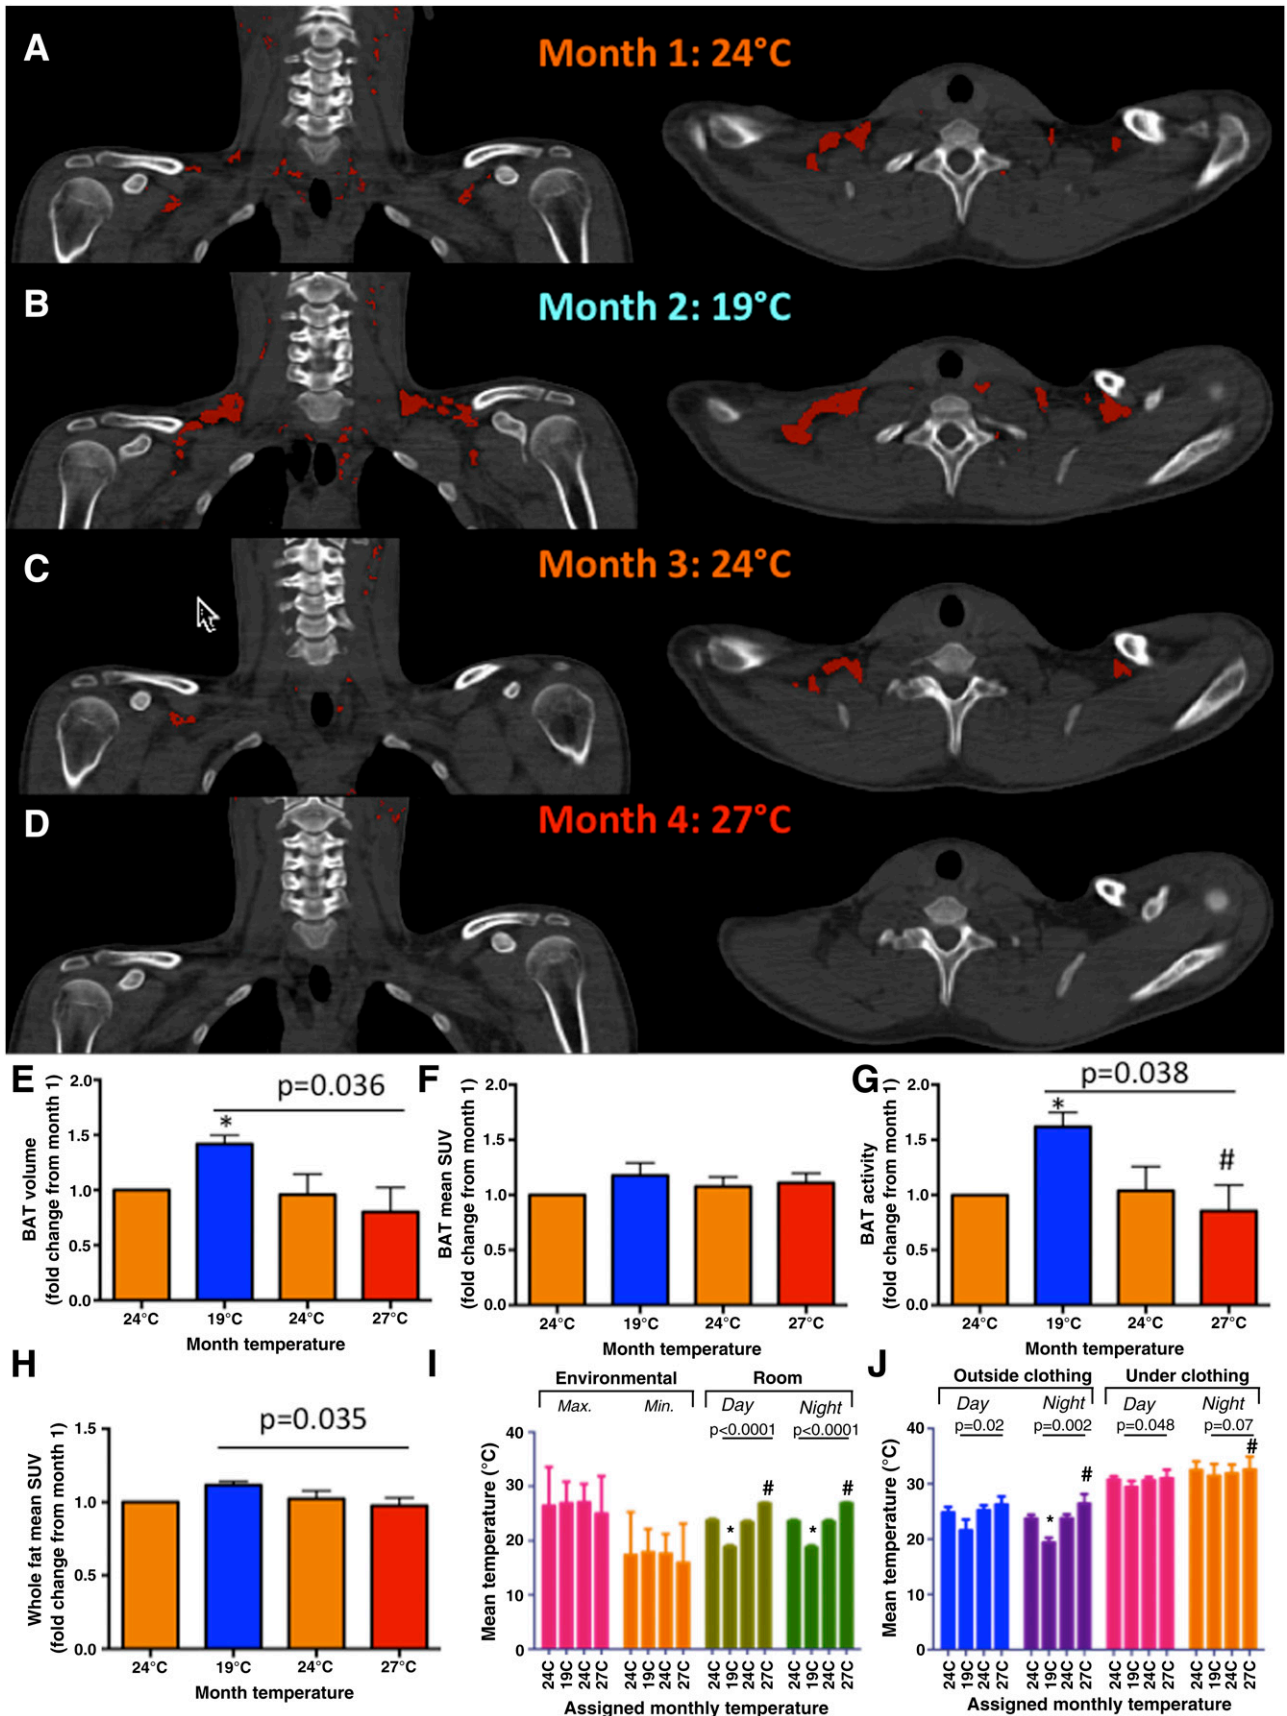 A
Month 1: 24°C
B
Month 2: 19°C
C
Month 3: 24°C
D
Month 4: 27°C
E
BAT volume
(fold change from month 1)
2.0
1.5
1.0
0.5
0.0
p=0.036
*
24°C 19°C 24°C 27°C
Month temperature
F
BAT mean SUV
(fold change from month 1)
2.0
1.5
1.0
0.5
0.0
24°C 19°C 24°C 27°C
Month temperature
G
BAT activity
(fold change from month 1)
2.0
1.5
1.0
0.5
0.0
p=0.038
*
#
24°C 19°C 24°C 27°C
Month temperature
H
Whole fat mean SUV
(fold change from month 1)
1.5
1.0
0.5
0.0
p=0.035
24°C 19°C 24°C 27°C
Month temperature
I
Environmental Room
Max. Min. Day Night
p<0.0001 p<0.0001
Mean temperature (°C)
40
30
20
10
0
* # * #
24C 19C 24C 27C 24C 19C 24C 27C 24C 19C 24C 27C 24C 19C 24C 27C
Assigned monthly temperature
J
Outside clothing Under clothing
Day Night Day Night
p=0.02 p=0.002 p=0.048 p=0.07
Mean temperature (°C)
40
30
20
10
0
* # #
24C 19C 24C 27C 24C 19C 24C 27C 24C 19C 24C 27C 24C 19C 24C 27C
Assigned monthly temperature